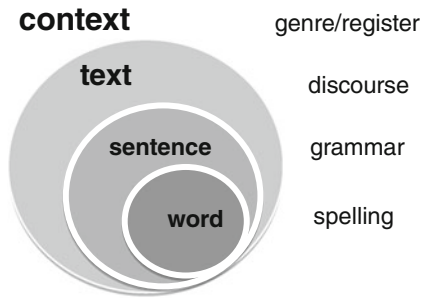 context genre/register
text discourse
sentence grammar
word spelling